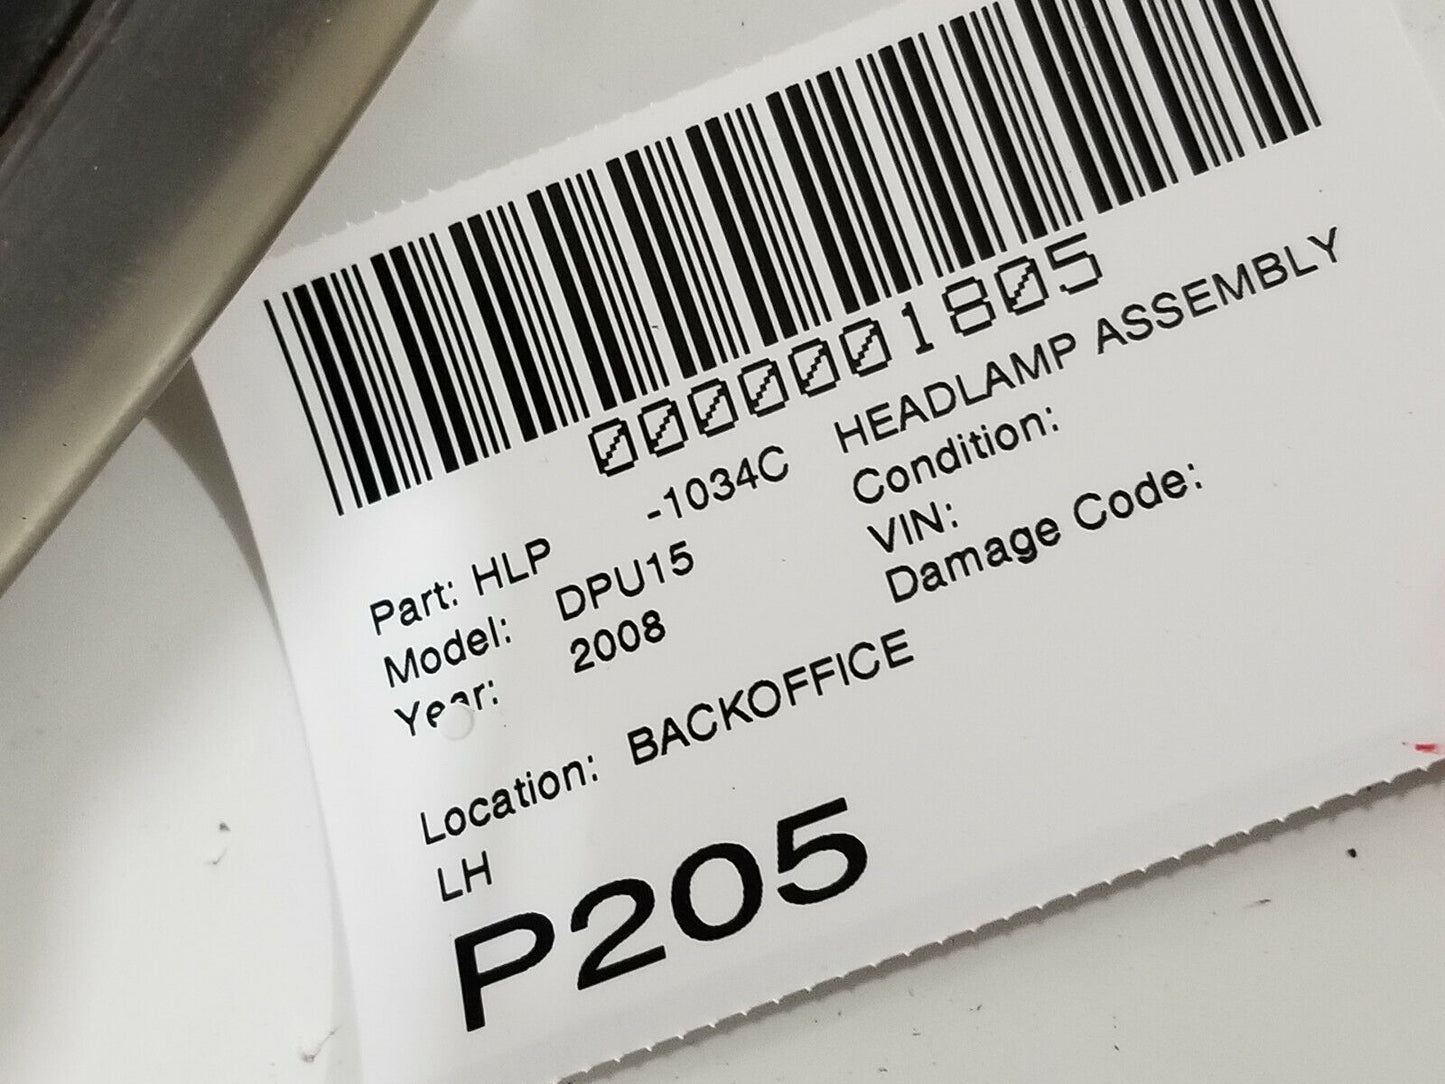 0000001805
Part: HLP -1034C HEADLAMP ASSEMBLY
Model: DPU15 Condition:
Year: 2008 VIN:
Damage Code:
Location: BACKOFFICE
LH
P205